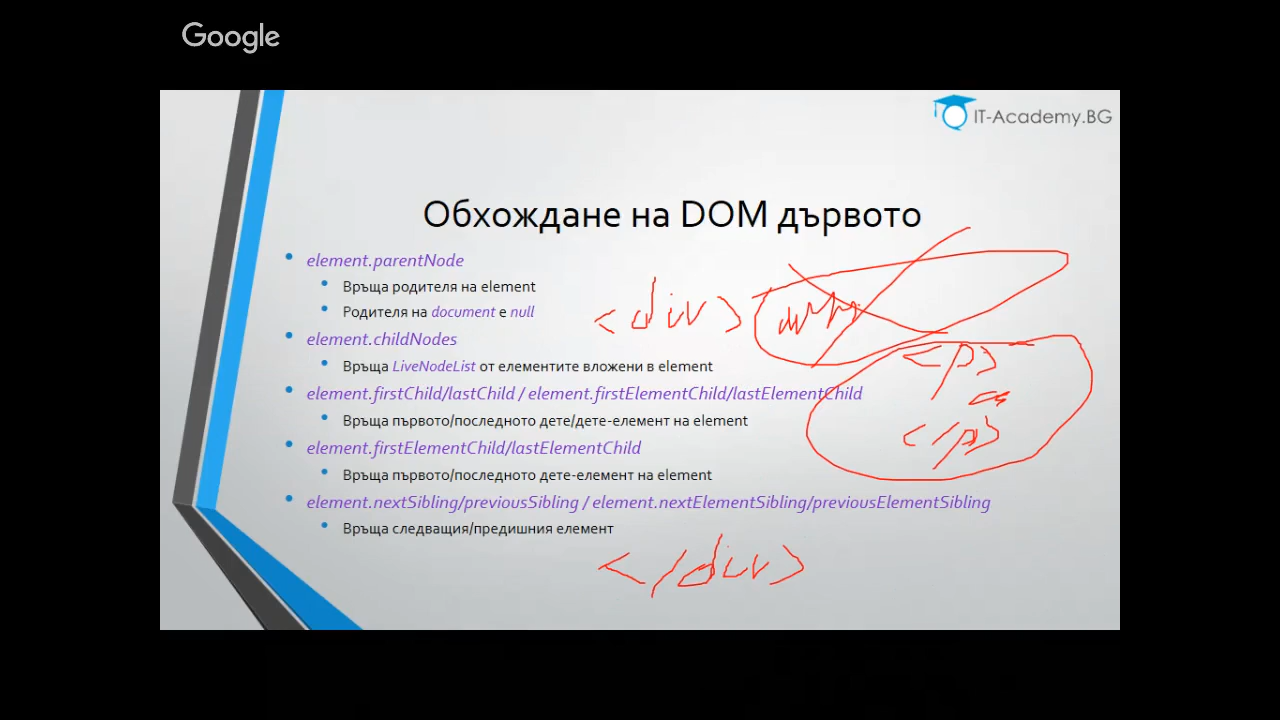 Google
IT-Academy.BG
Обхождане на DOM дървото
element.parentNode
Връща родителя на element
Родителя на document е null
element.childNodes
Връща LiveNodeList от елементите вложени в element
element.firstChild/lastChild / element.firstElementChild/lastElementChild
Връща първото/последното дете/дете-елемент на element
element.firstElementChild/lastElementChild
Връща първото/последното дете-елемент на element
element.nextSibling/previousSibling / element.nextElementSibling/previousElementSibling
Връща следващия/предишния елемент
<div>
</p>
</div>